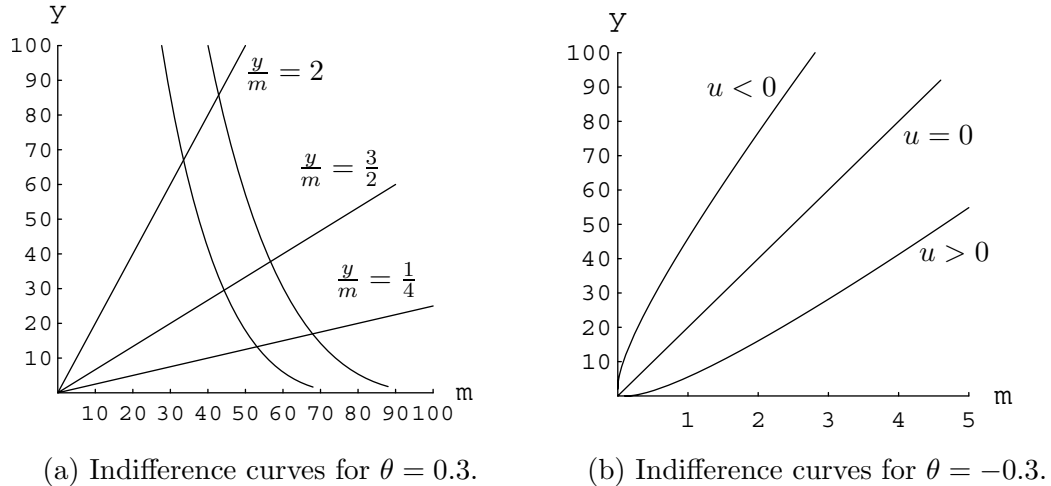 y
100
90
80
70
60
50
40
30
20
10
y/m = 2
y/m = 3/2
y/m = 1/4
m
10 20 30 40 50 60 70 80 90 100
(a) Indifference curves for θ = 0.3.
y
100
90
80
70
60
50
40
30
20
10
u < 0
u = 0
u > 0
m
1 2 3 4 5
(b) Indifference curves for θ = −0.3.